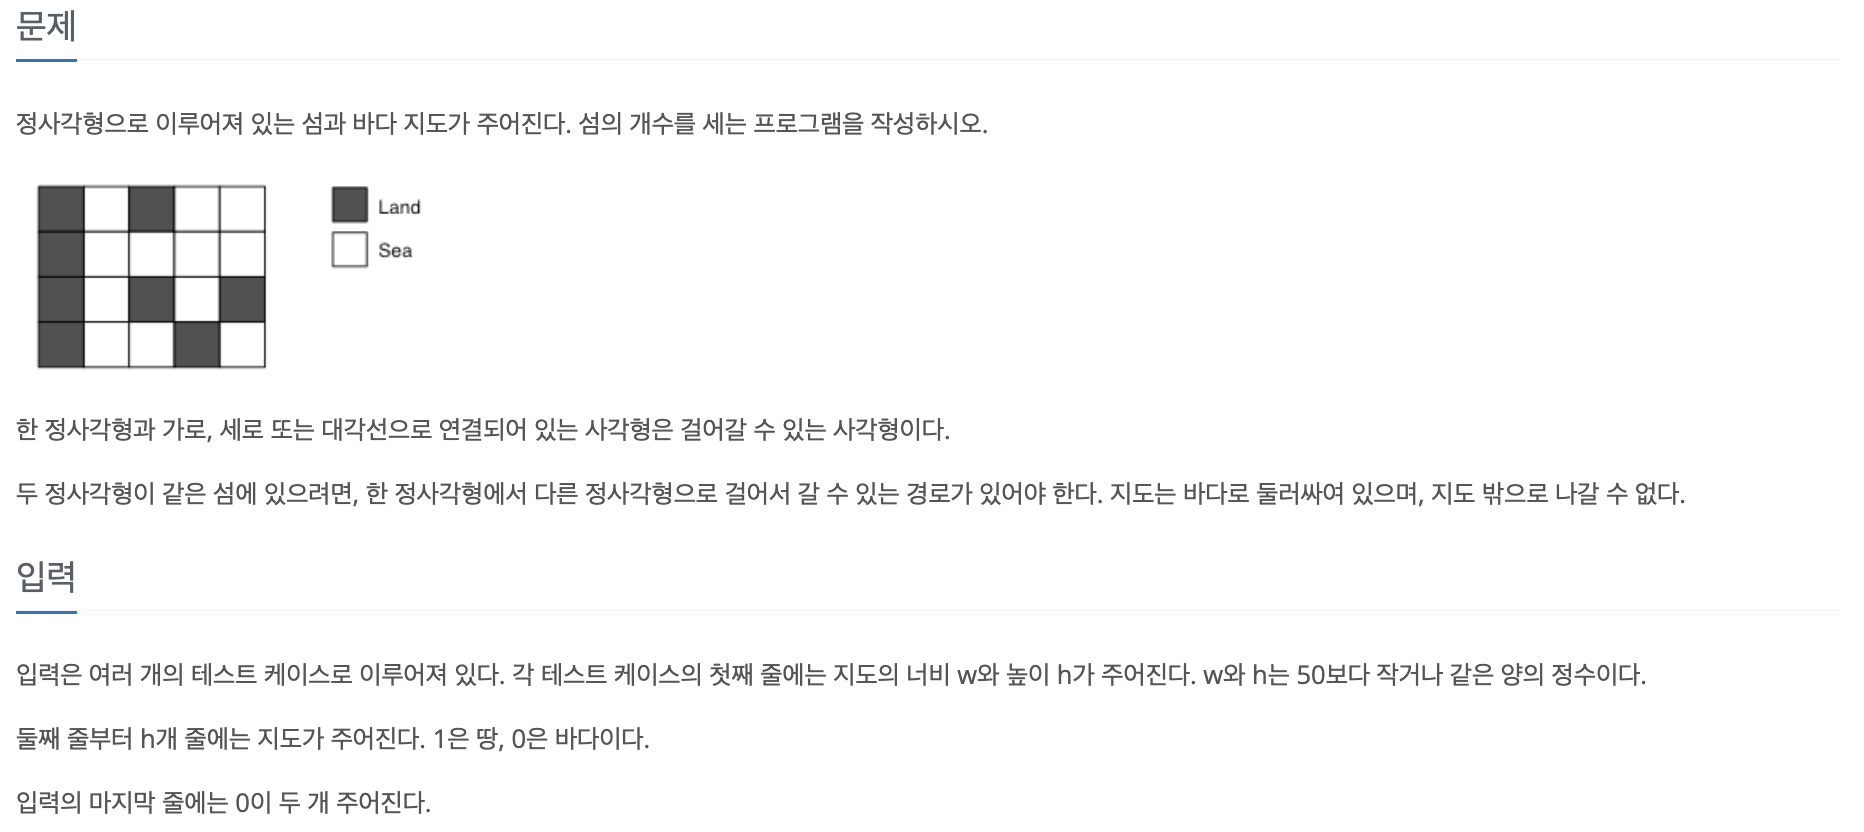 문제
정사각형으로 이루어져 있는 섬과 바다 지도가 주어진다. 섬의 개수를 세는 프로그램을 작성하시오.
Land
Sea
한 정사각형과 가로, 세로 또는 대각선으로 연결되어 있는 사각형은 걸어갈 수 있는 사각형이다.
두 정사각형이 같은 섬에 있으려면, 한 정사각형에서 다른 정사각형으로 걸어서 갈 수 있는 경로가 있어야 한다. 지도는 바다로 둘러싸여 있으며, 지도 밖으로 나갈 수 없다.
입력
입력은 여러 개의 테스트 케이스로 이루어져 있다. 각 테스트 케이스의 첫째 줄에는 지도의 너비 w와 높이 h가 주어진다. w와 h는 50보다 작거나 같은 양의 정수이다.
둘째 줄부터 h개 줄에는 지도가 주어진다. 1은 땅, 0은 바다이다.
입력의 마지막 줄에는 0이 두 개 주어진다.